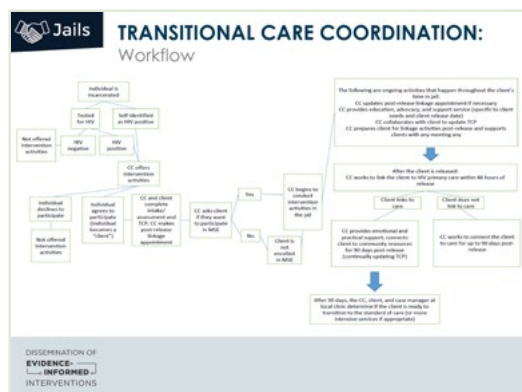 Jails
TRANSITIONAL CARE COORDINATION:
Workflow
Individual is
incarcerated
Tested
for HIV
Self-identified
as HIV positive
Not offered
intervention
activities
HIV
negative
HIV
positive
CC offers
intervention
activities
Individual
declines to
participate
Individual
agrees to
participate
(individual
becomes a
"client")
Not offered
intervention
activities
CC and client
complete
intake/
assessment and
TCP; CC makes
post-release
linkage
appointment
CC asks client
if they want
to participate
in MSE
Yes
No
CC begins to
conduct
intervention
activities in
the jail
Client is
not
enrolled in
MSE
The following are ongoing activities that happen throughout the client's
time in jail:
CC updates post-release linkage appointment if necessary
CC provides education, advocacy, and support service (specific to client
needs and client release date)
CC collaborates with client to update TCP
CC prepares client for linkage activities post-release and supports
clients with any meeting any
After the client is released:
CC works to link the client to HIV primary care within 48 hours of
release
Client links to
care
Client does not
link to care
CC provides emotional and
practical support, connects
client to community resources
for 90 days post-release
(continually updating TCP)
CC works to connect the client
to care for up to 90 days post-
release
After 90 days, the CC, client, and case manager at
local clinic determine if the client is ready to
transition to the standard of care (or more
intensive services if appropriate)
DISSEMINATION OF
EVIDENCE-
INFORMED
INTERVENTIONS